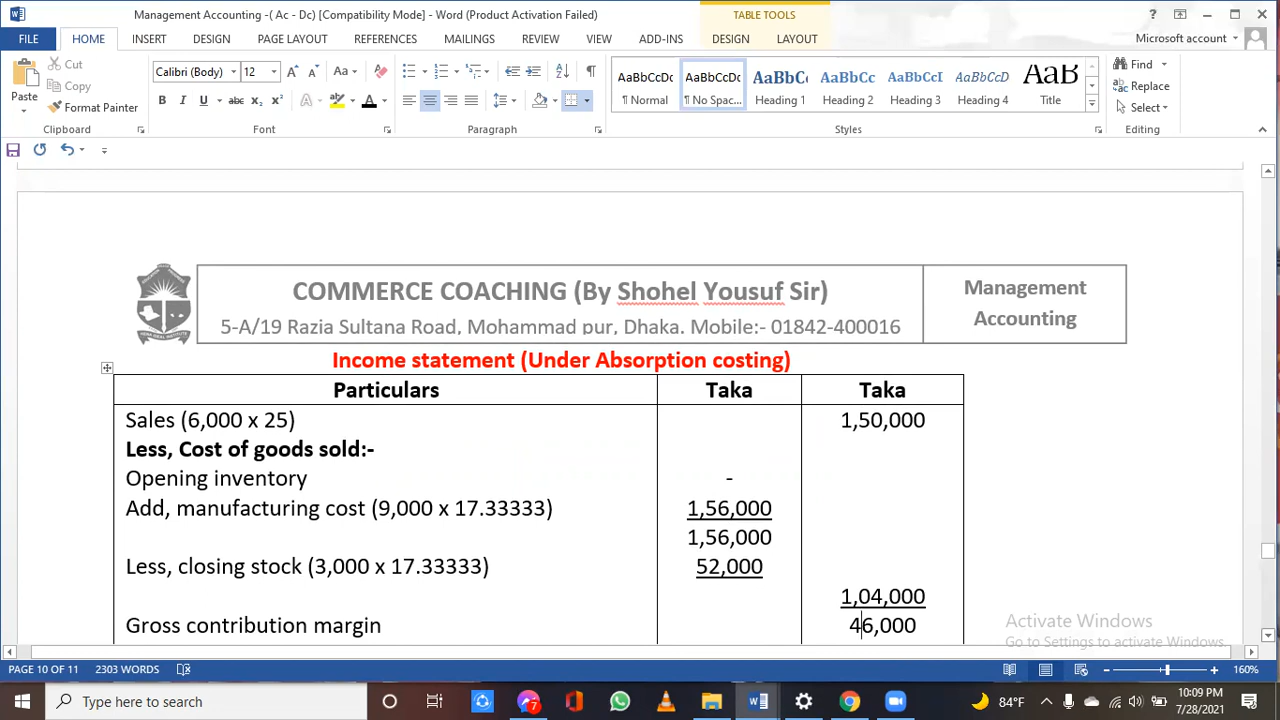 Management Accounting -( Ac - Dc) [Compatibility Mode] - Word (Product Activation Failed)
TABLE TOOLS
FILE HOME INSERT DESIGN PAGE LAYOUT REFERENCES MAILINGS REVIEW VIEW ADD-INS DESIGN LAYOUT Microsoft account
Paste
Cut
Copy
Format Painter
Clipboard
Calibri (Body) 12
Font
Paragraph
AaBbCcDc ¶ Normal
AaBbCcDc ¶ No Spac...
AaBbCc Heading 1
AaBbCc Heading 2
AaBbCcI Heading 3
AaBbCcDc Heading 4
AaB Title
Styles
Find
Replace
Select
Editing
COMMERCE COACHING (By Shohel Yousuf Sir)
5-A/19 Razia Sultana Road, Mohammad pur, Dhaka. Mobile:- 01842-400016
Management
Accounting
Income statement (Under Absorption costing)
Particulars Taka Taka
Sales (6,000 x 25) 1,50,000
Less, Cost of goods sold:-
Opening inventory -
Add, manufacturing cost (9,000 x 17.33333) 1,56,000
1,56,000
Less, closing stock (3,000 x 17.33333) 52,000
1,04,000
Gross contribution margin 46,000
Activate Windows
Go to Settings to activate Windows.
PAGE 10 OF 11 2303 WORDS 160%
Type here to search
7
84°F
10:09 PM
7/28/2021